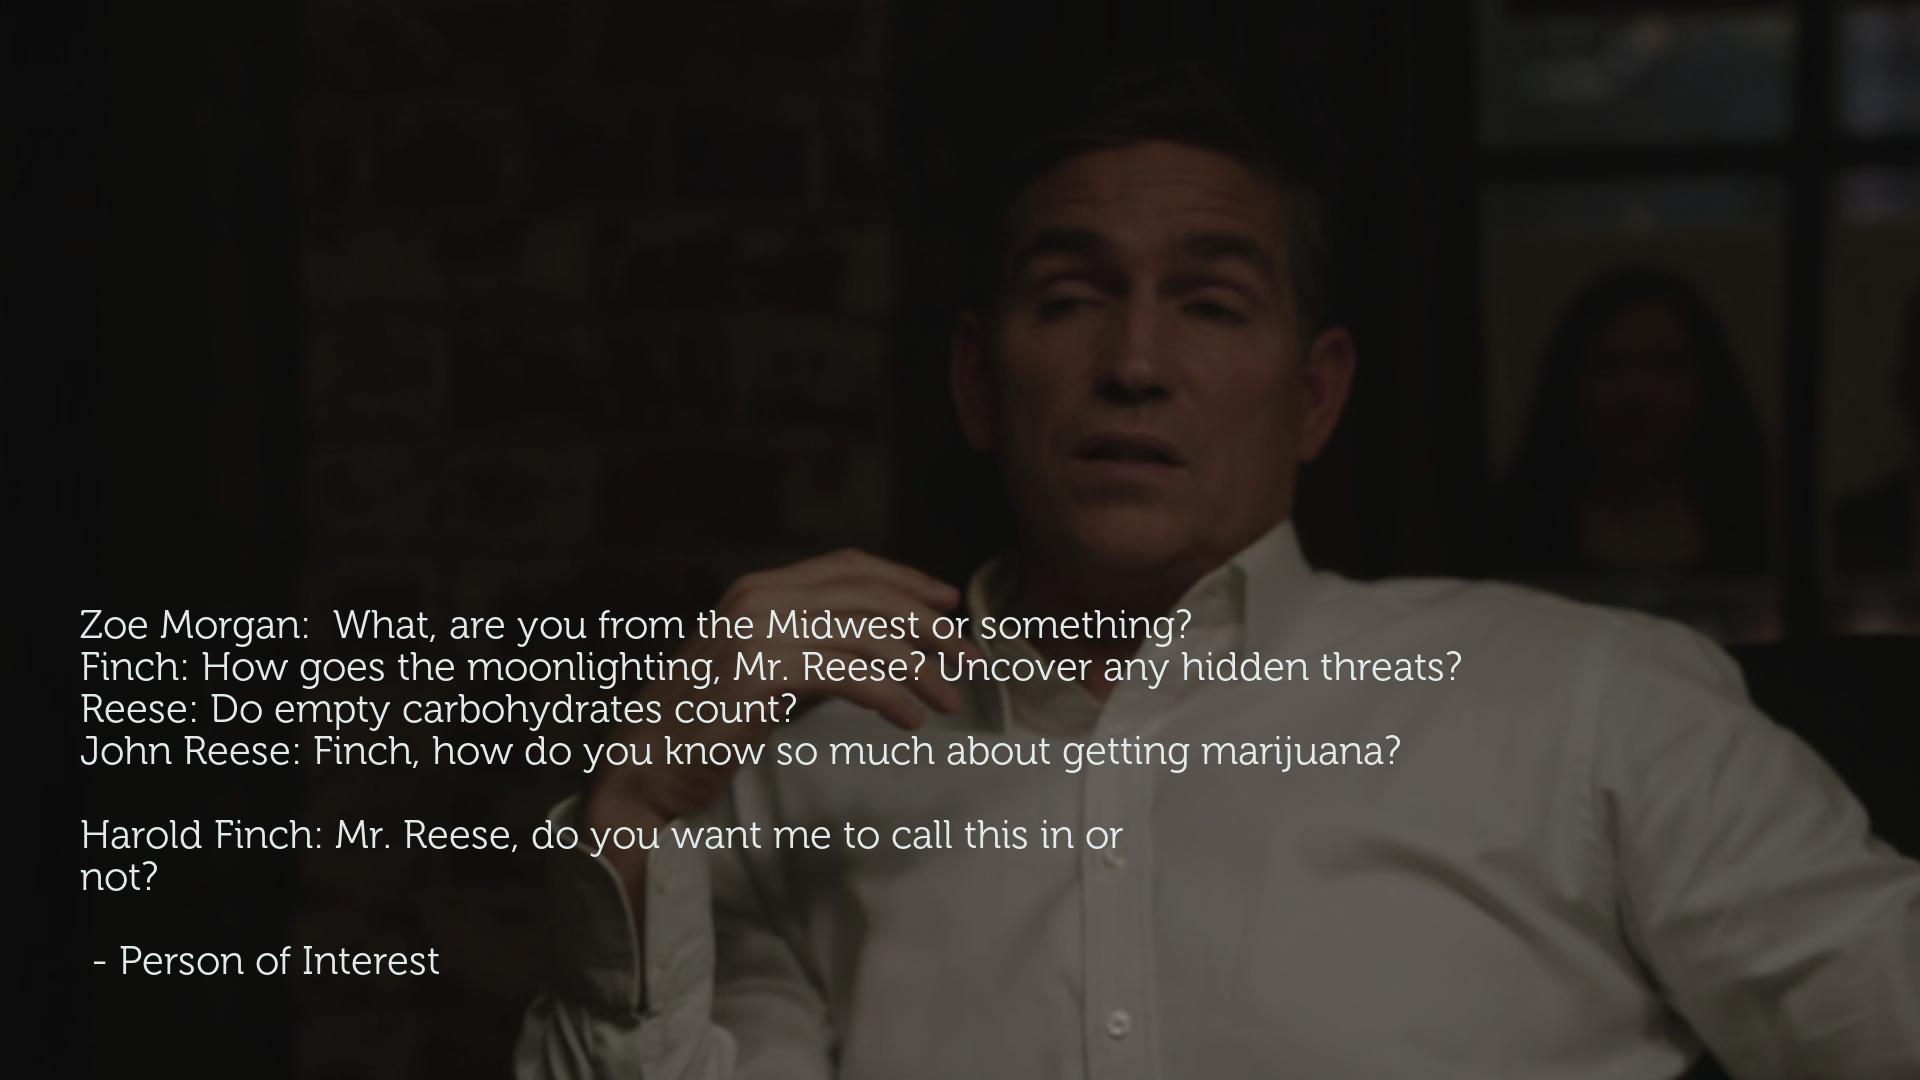 Zoe Morgan:  What, are you from the Midwest or something?
Finch: How goes the moonlighting, Mr. Reese? Uncover any hidden threats?
Reese: Do empty carbohydrates count?
John Reese: Finch, how do you know so much about getting marijuana?
Harold Finch: Mr. Reese, do you want me to call this in or
not?
- Person of Interest